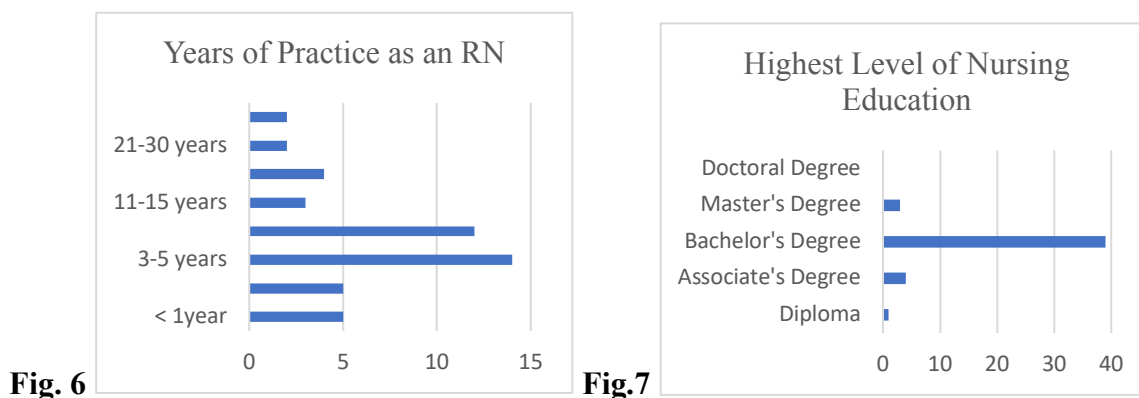 Years of Practice as an RN
21-30 years
11-15 years
3-5 years
< 1year
0 5 10 15
Fig. 6
Highest Level of Nursing
Education
Doctoral Degree
Master's Degree
Bachelor's Degree
Associate's Degree
Diploma
0 10 20 30 40
Fig.7